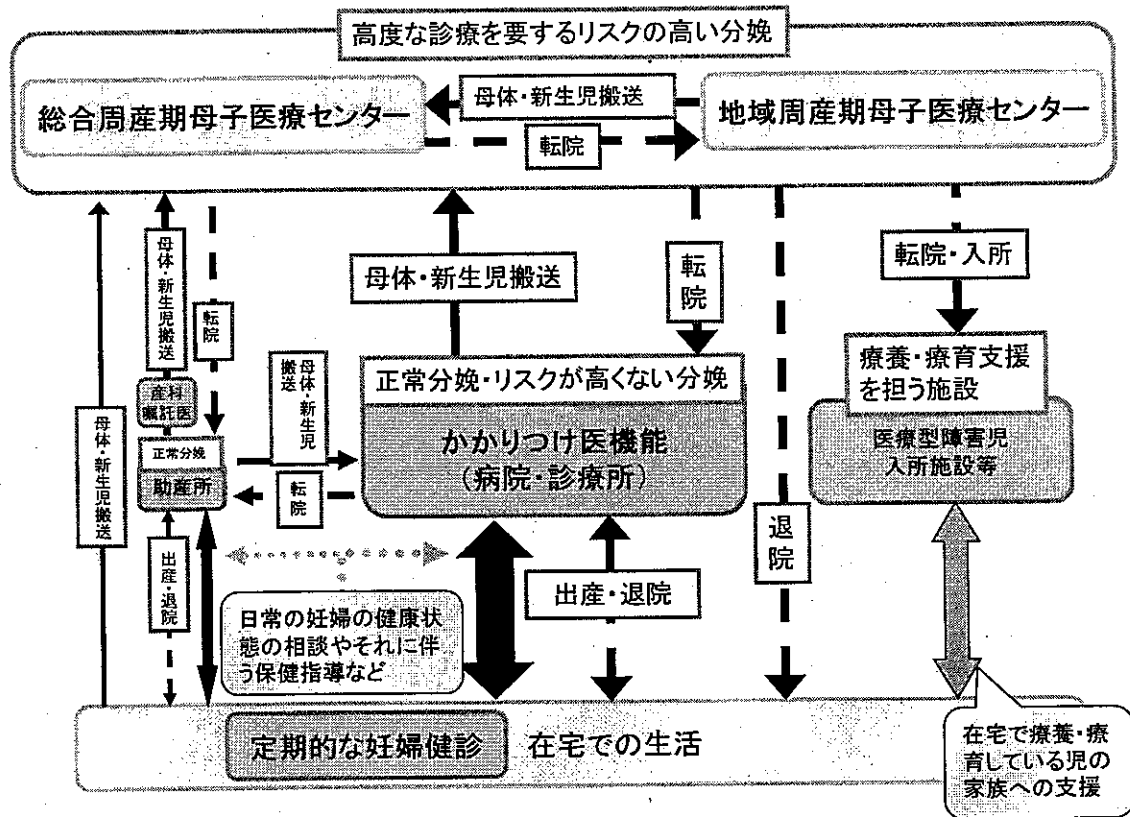 高度な診療を要するリスクの高い分娩
総合周産期母子医療センター
母体・新生児搬送
転院
地域周産期母子医療センター
母体・新生児搬送
母体・新生児搬送
転院
母体・新生児搬送
転院
転院・入所
産科
嘱託医
正常分娩
助産所
母体・新生児
搬送
転院
正常分娩・リスクが高くない分娩
かかりつけ医機能
(病院・診療所)
療養・療育支援
を担う施設
医療型障害児
入所施設等
出産・退院
日常の妊婦の健康状
態の相談やそれに伴
う保健指導など
出産・退院
退院
定期的な妊婦健診
在宅での生活
在宅で療養・療
育している児の
家族への支援